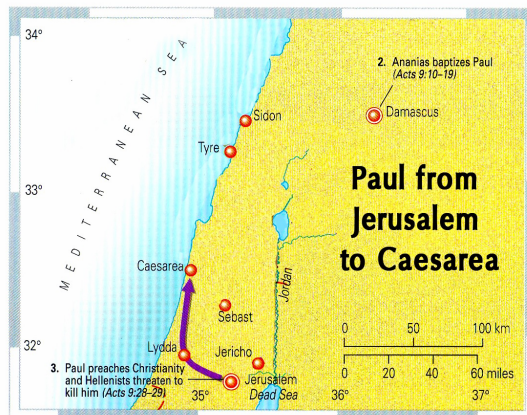 34°
MEDITERRANEAN SEA
2. Ananias baptizes Paul
(Acts 9:10–19)
Sidon
Damascus
Tyre
33°
Paul from
Jerusalem
to Caesarea
Caesarea
Jordan
Sebast
0 50 100 km
0 20 40 60 miles
32°
Lydda
Jericho
3. Paul preaches Christianity
and Hellenists threaten to
kill him (Acts 9:28–29)
Jerusalem
Dead Sea
35°
36°
37°